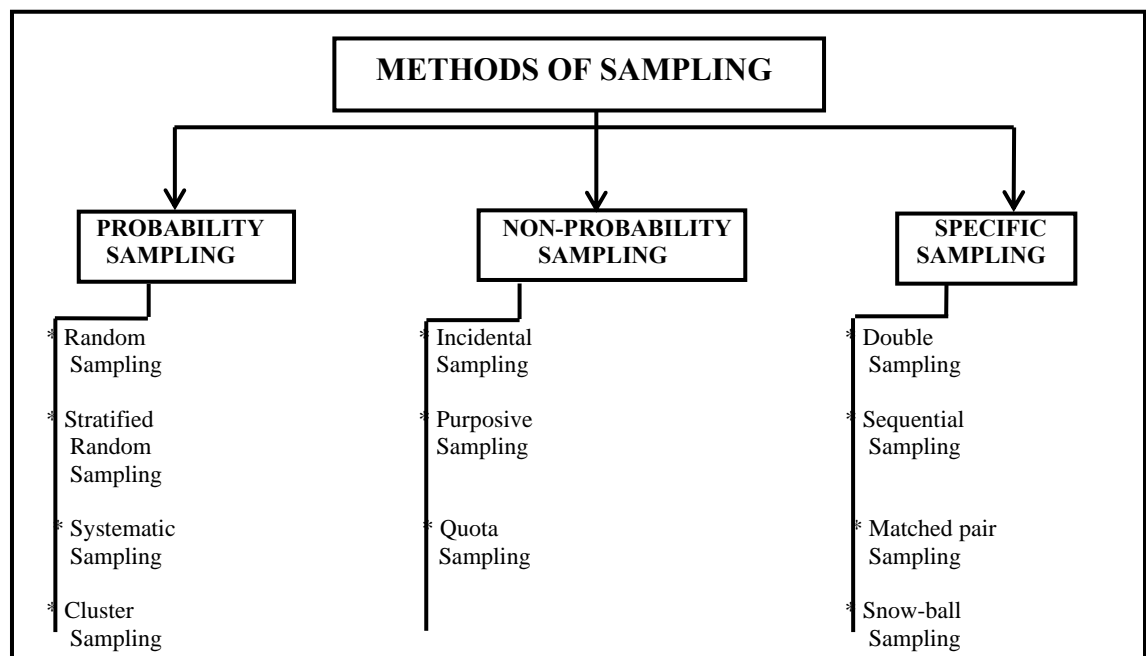 METHODS OF SAMPLING
PROBABILITY
SAMPLING
* Random
Sampling
* Stratified
Random
Sampling
* Systematic
Sampling
* Cluster
Sampling
NON-PROBABILITY
SAMPLING
* Incidental
Sampling
* Purposive
Sampling
* Quota
Sampling
SPECIFIC
SAMPLING
* Double
Sampling
* Sequential
Sampling
* Matched pair
Sampling
* Snow-ball
Sampling